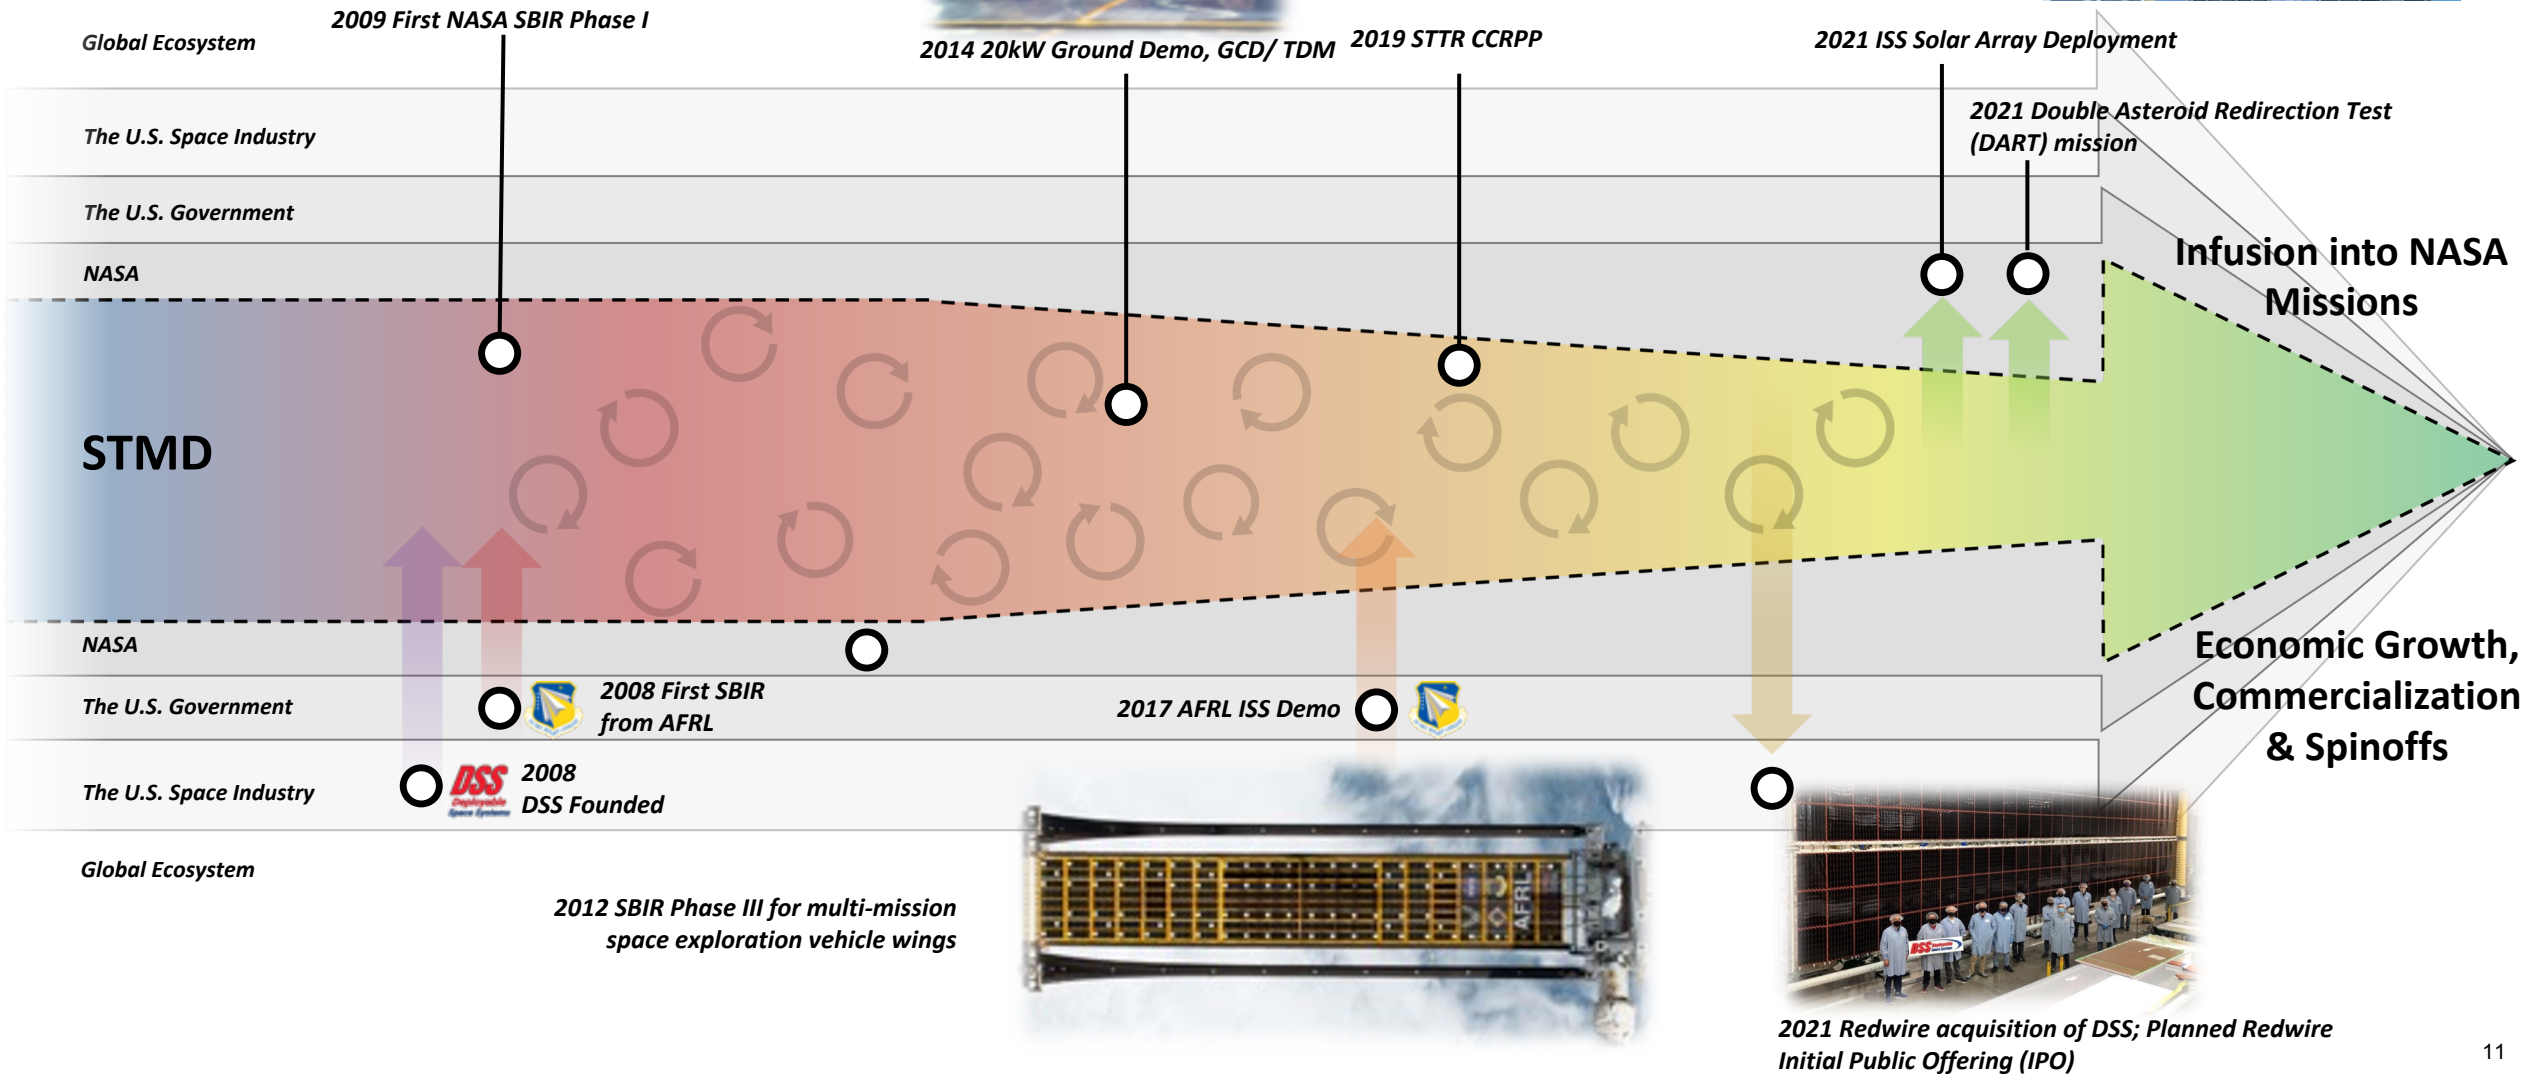 2009 First NASA SBIR Phase I
Global Ecosystem
2014 20kW Ground Demo, GCD/ TDM
2019 STTR CCRPP
2021 ISS Solar Array Deployment
2021 Double Asteroid Redirection Test
(DART) mission
The U.S. Space Industry
The U.S. Government
NASA
Infusion into NASA
Missions
STMD
NASA
Economic Growth,
Commercialization
& Spinoffs
The U.S. Government
2008 First SBIR
from AFRL
2017 AFRL ISS Demo
The U.S. Space Industry
DSS
Deployable
Space Systems
2008
DSS Founded
Global Ecosystem
AFRL
DSS
2012 SBIR Phase III for multi-mission
space exploration vehicle wings
2021 Redwire acquisition of DSS; Planned Redwire
Initial Public Offering (IPO)
11